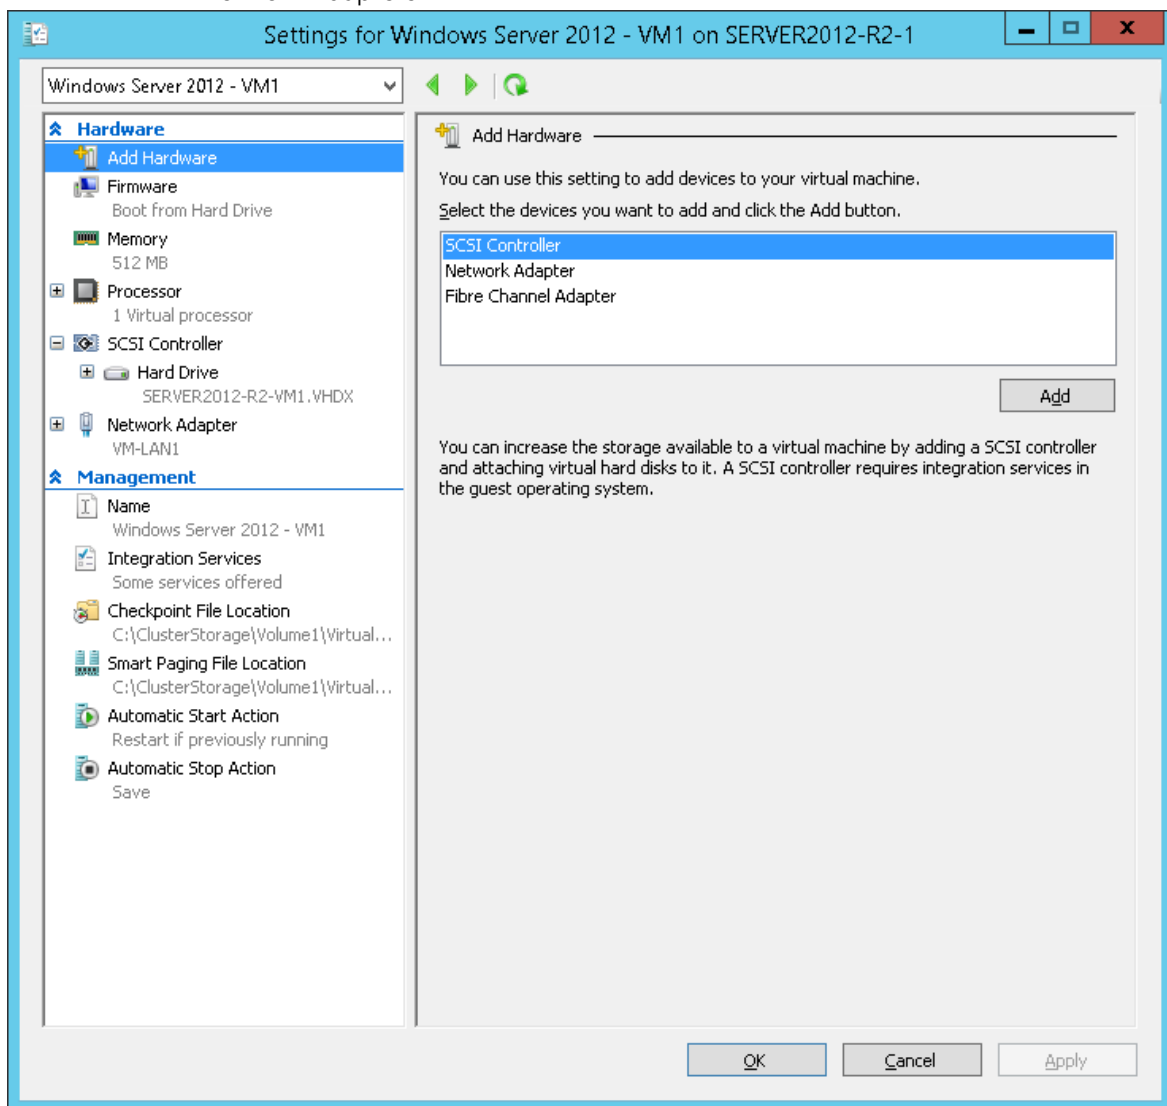 Settings for Windows Server 2012 - VM1 on SERVER2012-R2-1
Windows Server 2012 - VM1
Hardware
Add Hardware
Firmware
Boot from Hard Drive
Memory
512 MB
Processor
1 Virtual processor
SCSI Controller
Hard Drive
SERVER2012-R2-VM1.VHDX
Network Adapter
VM-LAN1
Management
Name
Windows Server 2012 - VM1
Integration Services
Some services offered
Checkpoint File Location
C:\ClusterStorage\Volume1\Virtual...
Smart Paging File Location
C:\ClusterStorage\Volume1\Virtual...
Automatic Start Action
Restart if previously running
Automatic Stop Action
Save
Add Hardware
You can use this setting to add devices to your virtual machine.
Select the devices you want to add and click the Add button.
SCSI Controller
Network Adapter
Fibre Channel Adapter
Add
You can increase the storage available to a virtual machine by adding a SCSI controller
and attaching virtual hard disks to it. A SCSI controller requires integration services in
the guest operating system.
OK
Cancel
Apply